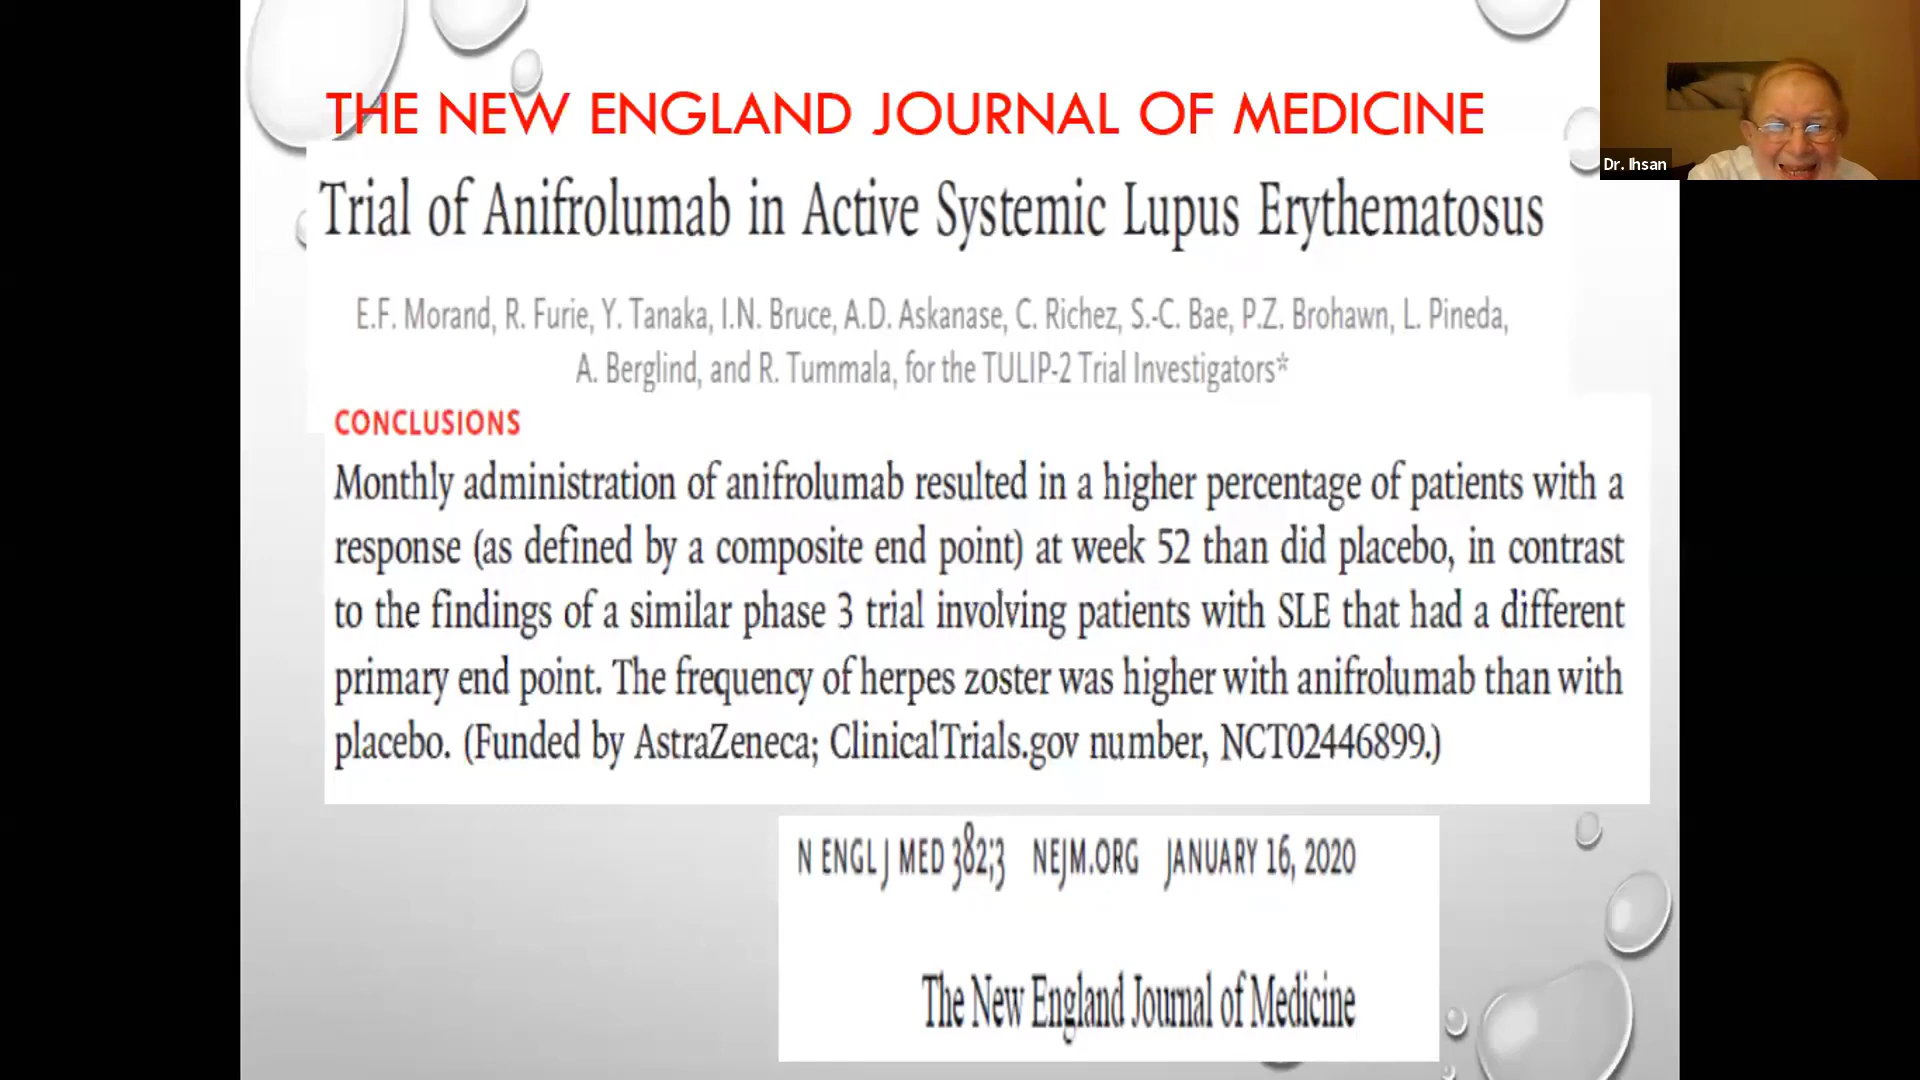 THE NEW ENGLAND JOURNAL OF MEDICINE
Trial of Anifrolumab in Active Systemic Lupus Erythematosus
E.F. Morand, R. Furie, Y. Tanaka, I.N. Bruce, A.D. Askanase, C. Richez, S.-C. Bae, P.Z. Brohawn, L. Pineda,
A. Berglind, and R. Tummala, for the TULIP-2 Trial Investigators*
CONCLUSIONS
Monthly administration of anifrolumab resulted in a higher percentage of patients with a
response (as defined by a composite end point) at week 52 than did placebo, in contrast
to the findings of a similar phase 3 trial involving patients with SLE that had a different
primary end point. The frequency of herpes zoster was higher with anifrolumab than with
placebo. (Funded by AstraZeneca; ClinicalTrials.gov number, NCT02446899.)
N ENGL J MED 382;3 NEJM.ORG JANUARY 16, 2020
The New England Journal of Medicine
Dr. Ihsan